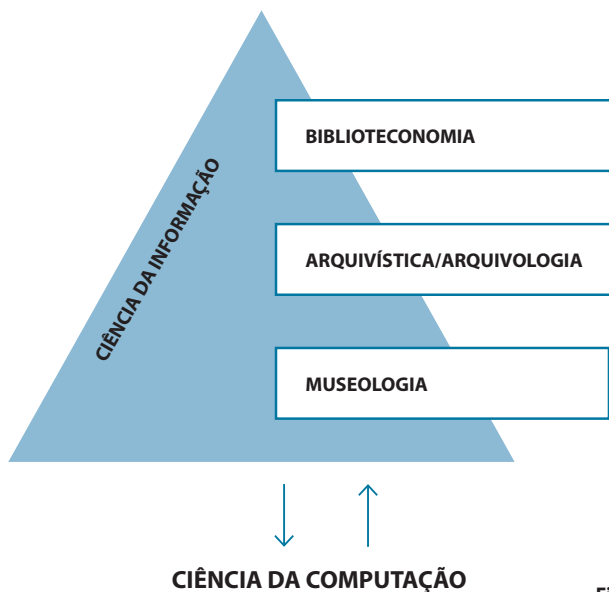 BIBLIOTECONOMIA
CIÊNCIA DA INFORMAÇÃO
ARQUIVÍSTICA/ARQUIVOLOGIA
MUSEOLOGIA
CIÊNCIA DA COMPUTAÇÃO